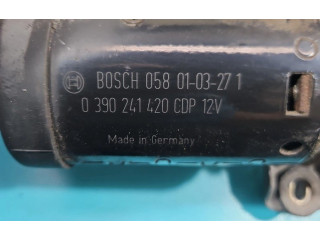 BOSCH 058 01-03-27 1
0 390 241 420 CDP 12V
Made in Germany